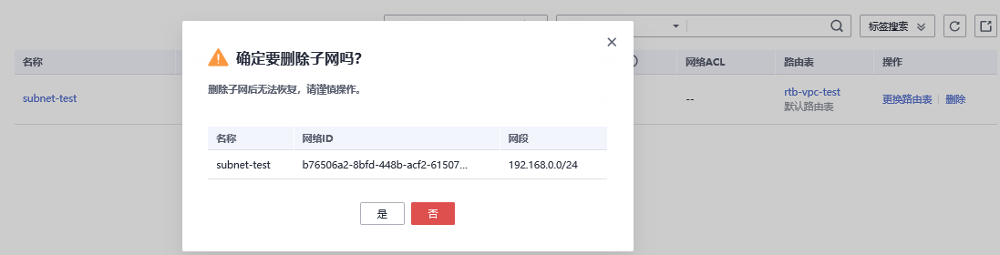 标签搜索
确定要删除子网吗?
删除子网后无法恢复，请谨慎操作。
名称 网络ACL 路由表 操作
subnet-test -- rtb-vpc-test 更换路由表 删除
默认路由表
名称 网络ID 网段
subnet-test b76506a2-8bfd-448b-acf2-61507... 192.168.0.0/24
是 否